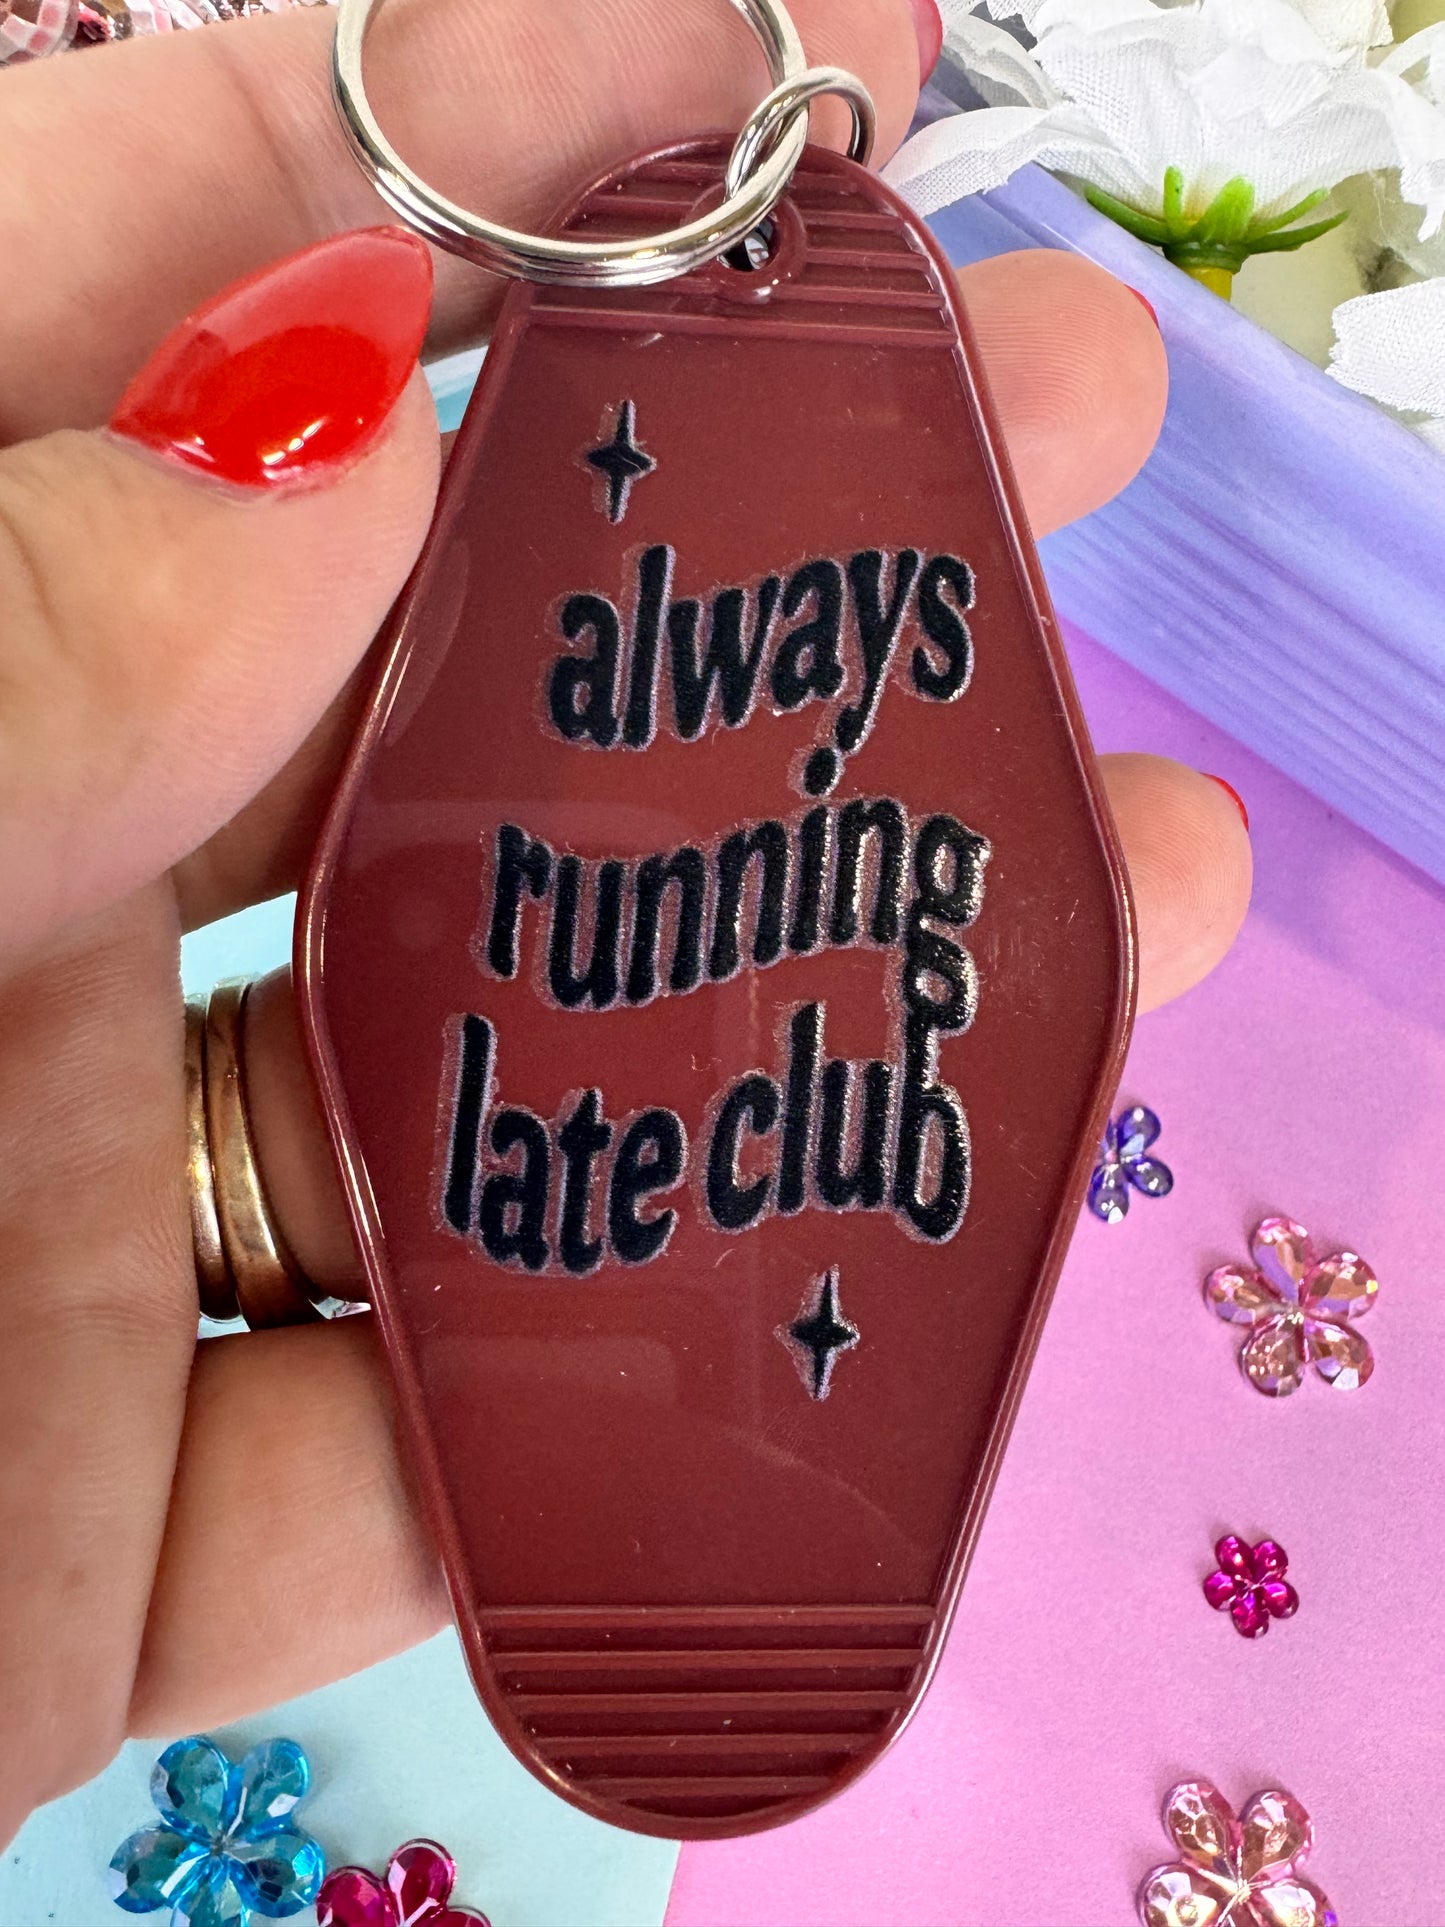 always
running
late club